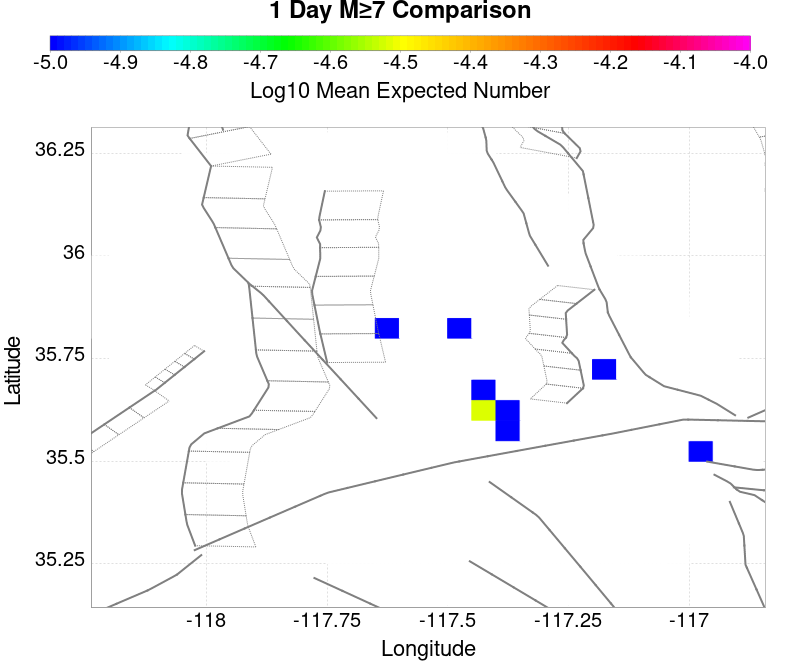 1 Day M≥7 Comparison
-5.0 -4.9 -4.8 -4.7 -4.6 -4.5 -4.4 -4.3 -4.2 -4.1 -4.0
Log10 Mean Expected Number
36.25
36
35.75
35.5
35.25
Latitude
-118 -117.75 -117.5 -117.25 -117
Longitude